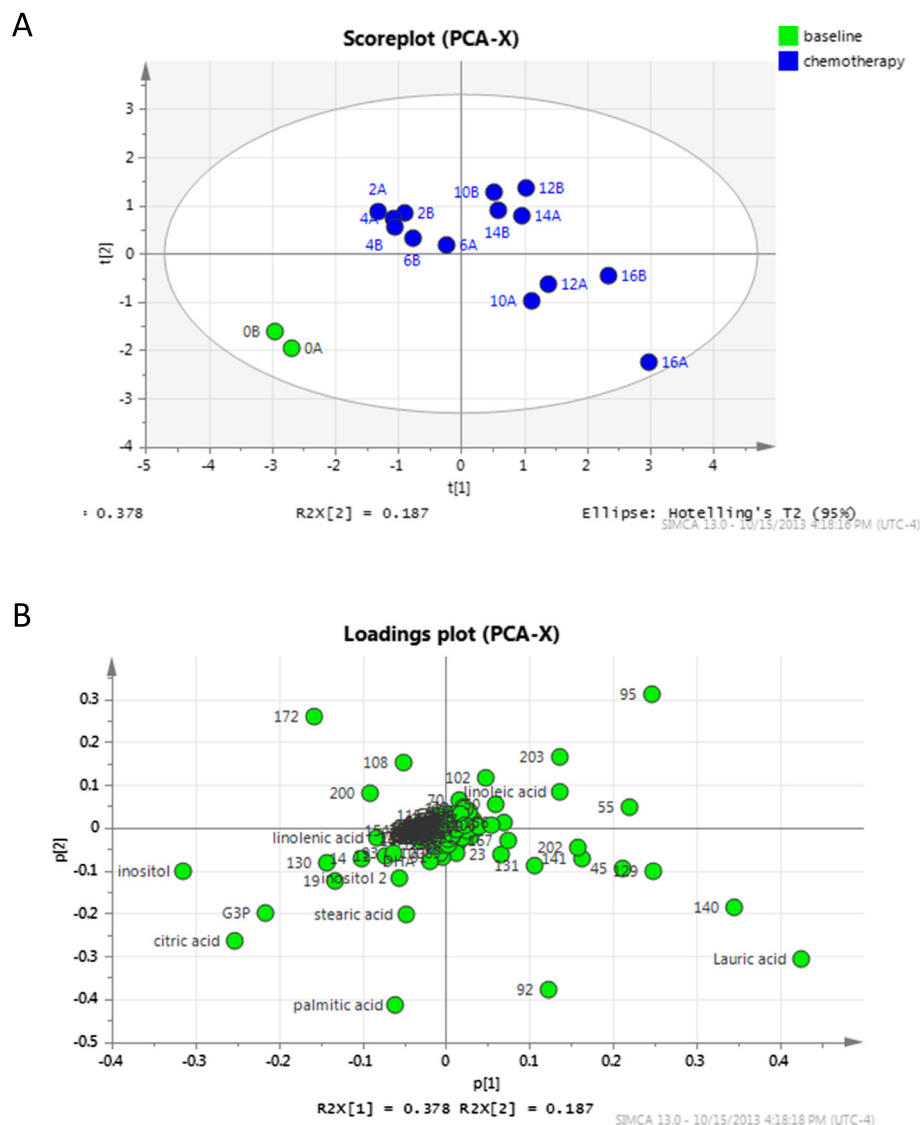 A
Scoreplot (PCA-X)
baseline
chemotherapy
3
2
1
0
-1
-2
-3
-4
t[2]
2A
4A
2B
4B
6B
6A
10B
12B
14B
14A
10A
12A
16B
16A
0B
0A
-5 -4 -3 -2 -1 0 1 2 3 4
t[1]
= 0.378 R2X[2] = 0.187 Ellipse: Hotelling's T2 (95%)
SIMCA 13.0 - 10/15/2013 4:18:16 PM (UTC-4)
B
Loadings plot (PCA-X)
0.3
0.2
0.1
0
-0.1
-0.2
-0.3
-0.4
-0.5
p[2]
95
172
203
108
102
200
70
linoleic acid
55
linolenic acid
130
14
DHA
23
131
202
141
45
129
inositol
19
inositol 2
G3P
stearic acid
140
citric acid
Lauric acid
92
palmitic acid
-0.4 -0.3 -0.2 -0.1 0 0.1 0.2 0.3 0.4
p[1]
R2X[1] = 0.378 R2X[2] = 0.187
SIMCA 13.0 - 10/15/2013 4:18:18 PM (UTC-4)